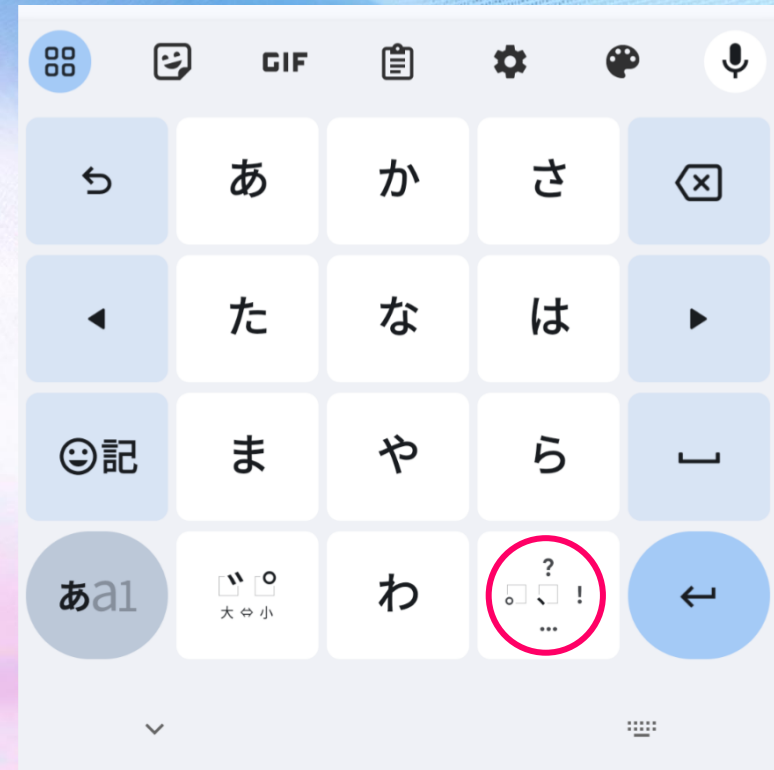 GIF
あ か さ
た な は
記 ま や ら
?
あa1 ゛ ゜ わ 。 、 !
大 ⇔ 小 …